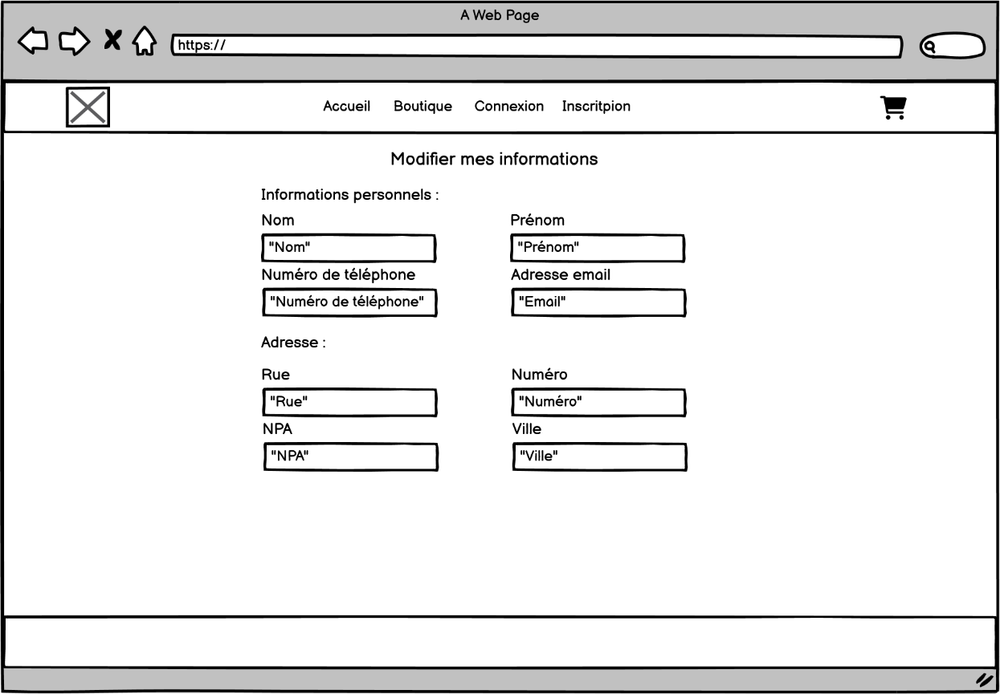 A Web Page
https://
Accueil Boutique Connexion Inscritpion
Modifier mes informations
Informations personnels :
Nom Prénom
"Nom" "Prénom"
Numéro de téléphone Adresse email
"Numéro de téléphone" "Email"
Adresse :
Rue Numéro
"Rue" "Numéro"
NPA Ville
"NPA" "Ville"